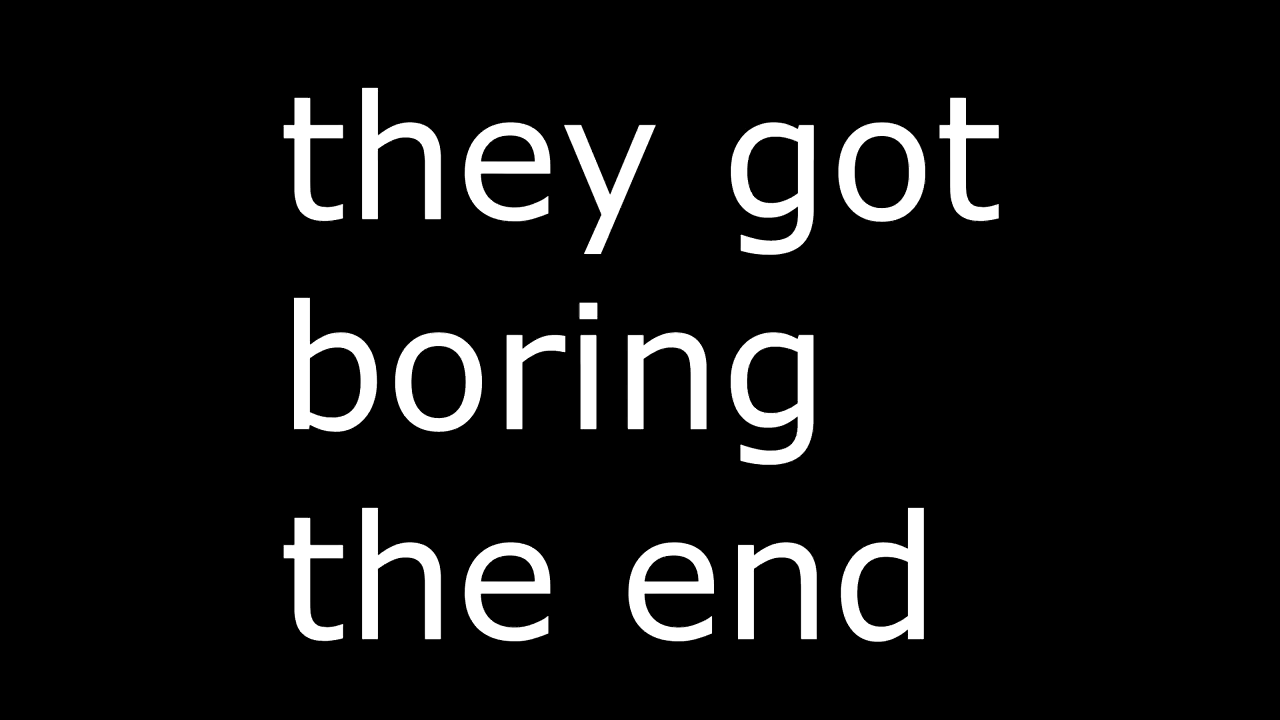 they got
boring
the end